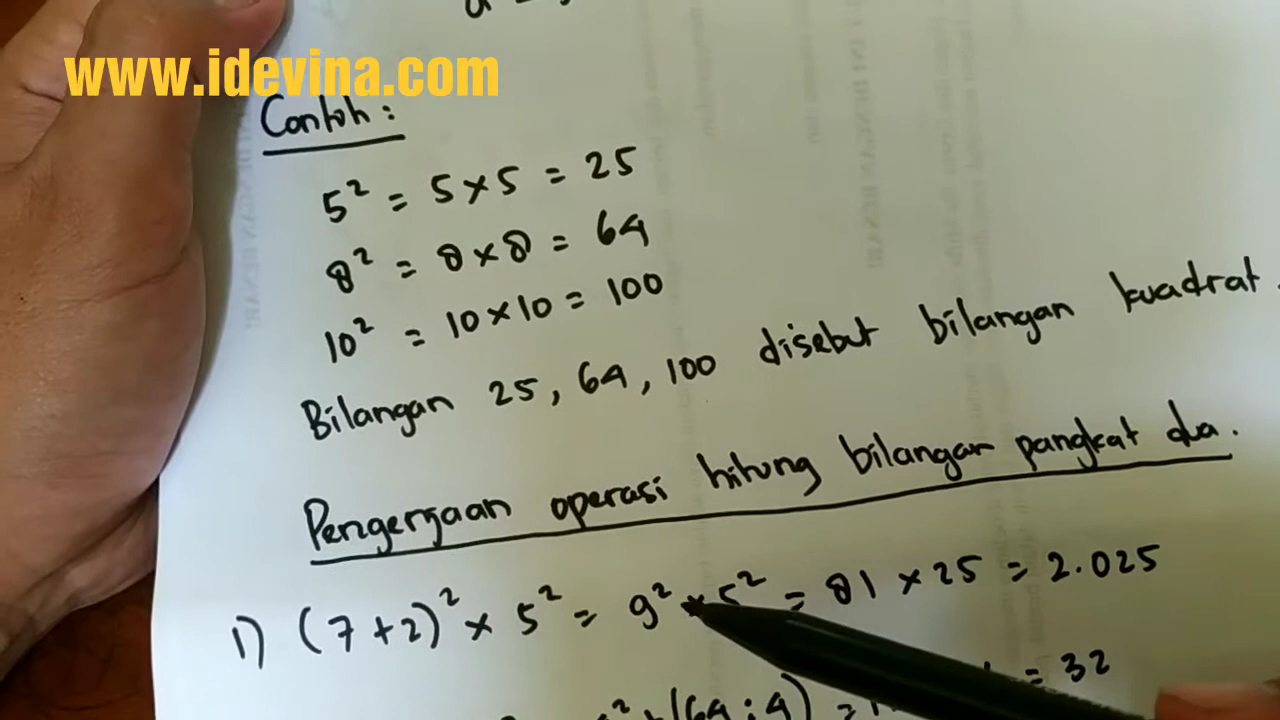 www.idevina.com
Contoh :
5² = 5 × 5 = 25
8² = 8 × 8 = 64
10² = 10 × 10 = 100
Bilangan 25, 64, 100 disebut bilangan kuadrat.
Pengerjaan operasi hitung bilangan pangkat dua.
1) (7 + 2)² × 5² = 9² × 5² = 81 × 25 = 2.025
(64 : 4) = = 32